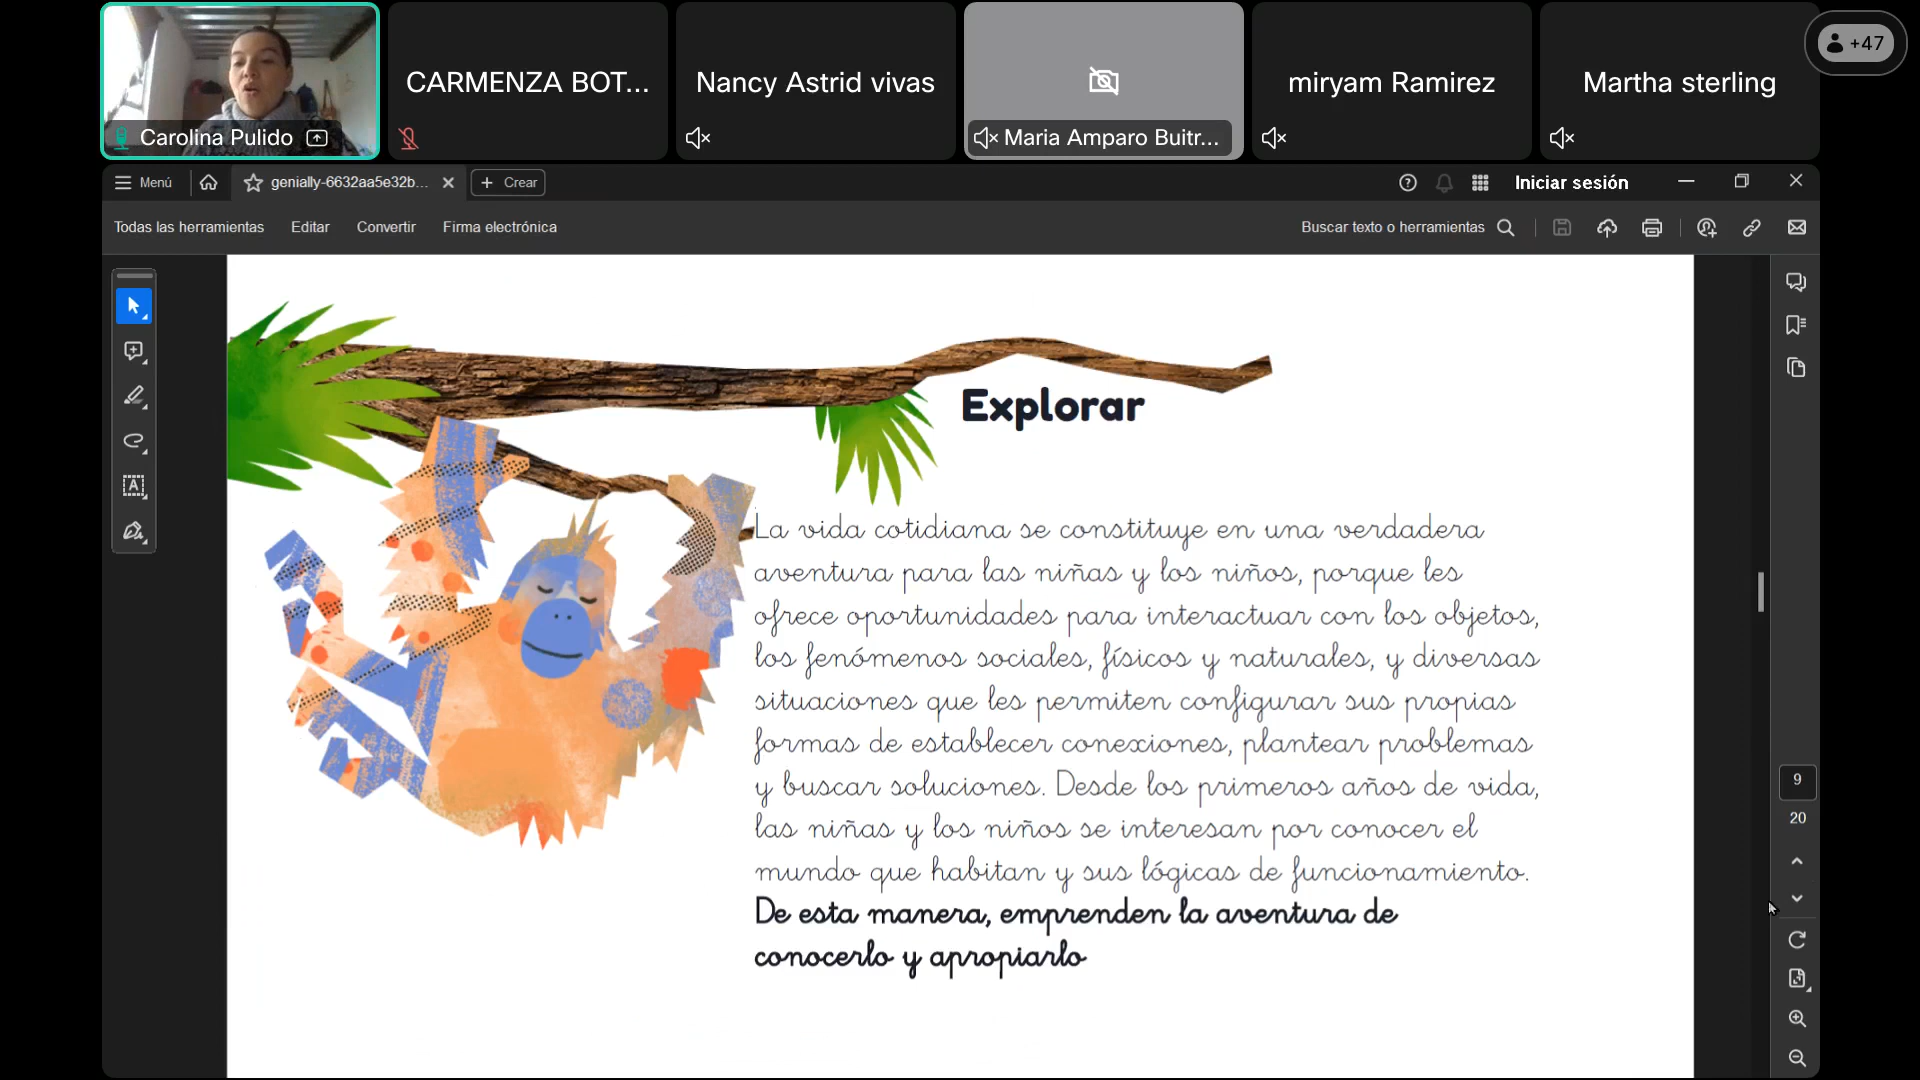 CARMENZA BOT...
Nancy Astrid vivas
miryam Ramirez
Martha sterling
+47
Carolina Pulido
Maria Amparo Buitr...
Menú
genially-6632aa5e32b...
Crear
Iniciar sesión
Todas las herramientas
Editar
Convertir
Firma electrónica
Buscar texto o herramientas
Explorar
La vida cotidiana se constituye en una verdadera
aventura para las niñas y los niños, porque les
ofrece oportunidades para interactuar con los objetos,
los fenómenos sociales, físicos y naturales, y diversas
situaciones que les permiten configurar sus propias
formas de establecer conexiones, plantear problemas
y buscar soluciones. Desde los primeros años de vida,
las niñas y los niños se interesan por conocer el
mundo que habitan y sus lógicas de funcionamiento.
De esta manera, emprenden la aventura de
conocerlo y apropiarlo
9
20